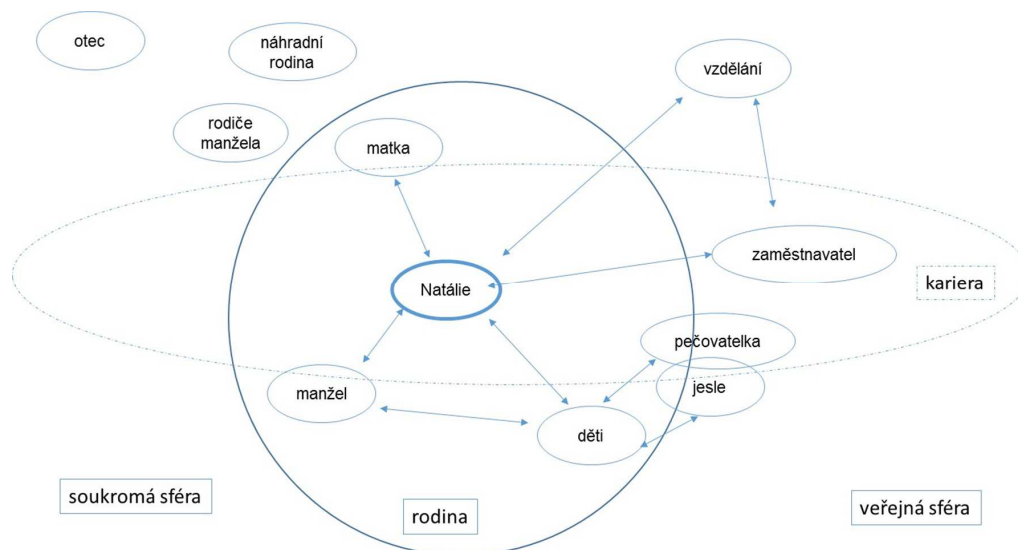 otec
náhradní
rodina
vzdělání
rodiče
manžela
matka
zaměstnavatel
Natálie
kariera
pečovatelka
manžel
jesle
děti
soukromá sféra
rodina
veřejná sféra